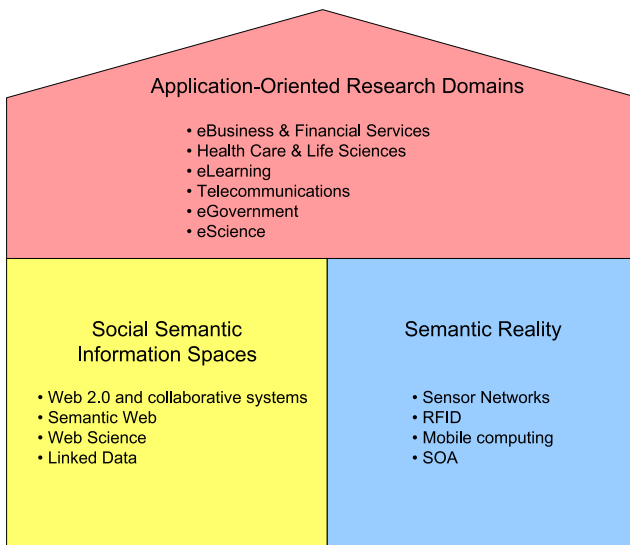 Application-Oriented Research Domains
• eBusiness & Financial Services
• Health Care & Life Sciences
• eLearning
• Telecommunications
• eGovernment
• eScience
Social Semantic
Information Spaces
• Web 2.0 and collaborative systems
• Semantic Web
• Web Science
• Linked Data
Semantic Reality
• Sensor Networks
• RFID
• Mobile computing
• SOA